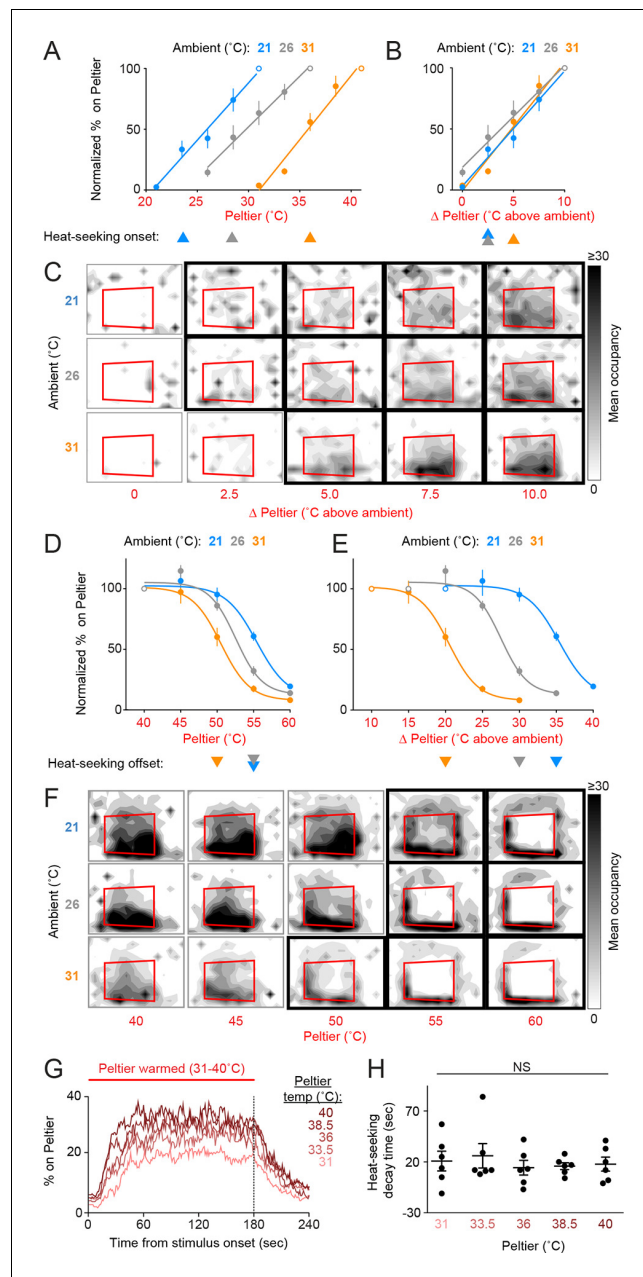 A
B
Ambient (˚C): 21 26 31
Ambient (˚C): 21 26 31
Normalized % on Peltier
100
50
0
20 25 30 35 40
Peltier (˚C)
100
50
0
0 5 10
Δ Peltier (˚C above ambient)
Heat-seeking onset:
C
Ambient (˚C)
21
26
31
0 2.5 5.0 7.5 10.0
Δ Peltier (˚C above ambient)
≥30
Mean occupancy
0
D
E
Ambient (˚C): 21 26 31
Ambient (˚C): 21 26 31
Normalized % on Peltier
100
50
0
40 45 50 55 60
Peltier (˚C)
100
50
0
10 15 20 25 30 35 40
Δ Peltier (˚C above ambient)
Heat-seeking offset:
F
Ambient (˚C)
21
26
31
40 45 50 55 60
Peltier (˚C)
≥30
Mean occupancy
0
G
Peltier warmed (31-40˚C)
Peltier
temp (˚C):
40
38.5
36
33.5
31
% on Peltier
40
20
0
0 60 120 180 240
Time from stimulus onset (sec)
H
NS
Heat-seeking
decay time (sec)
70
20
-30
31 33.5 36 38.5 40
Peltier (˚C)